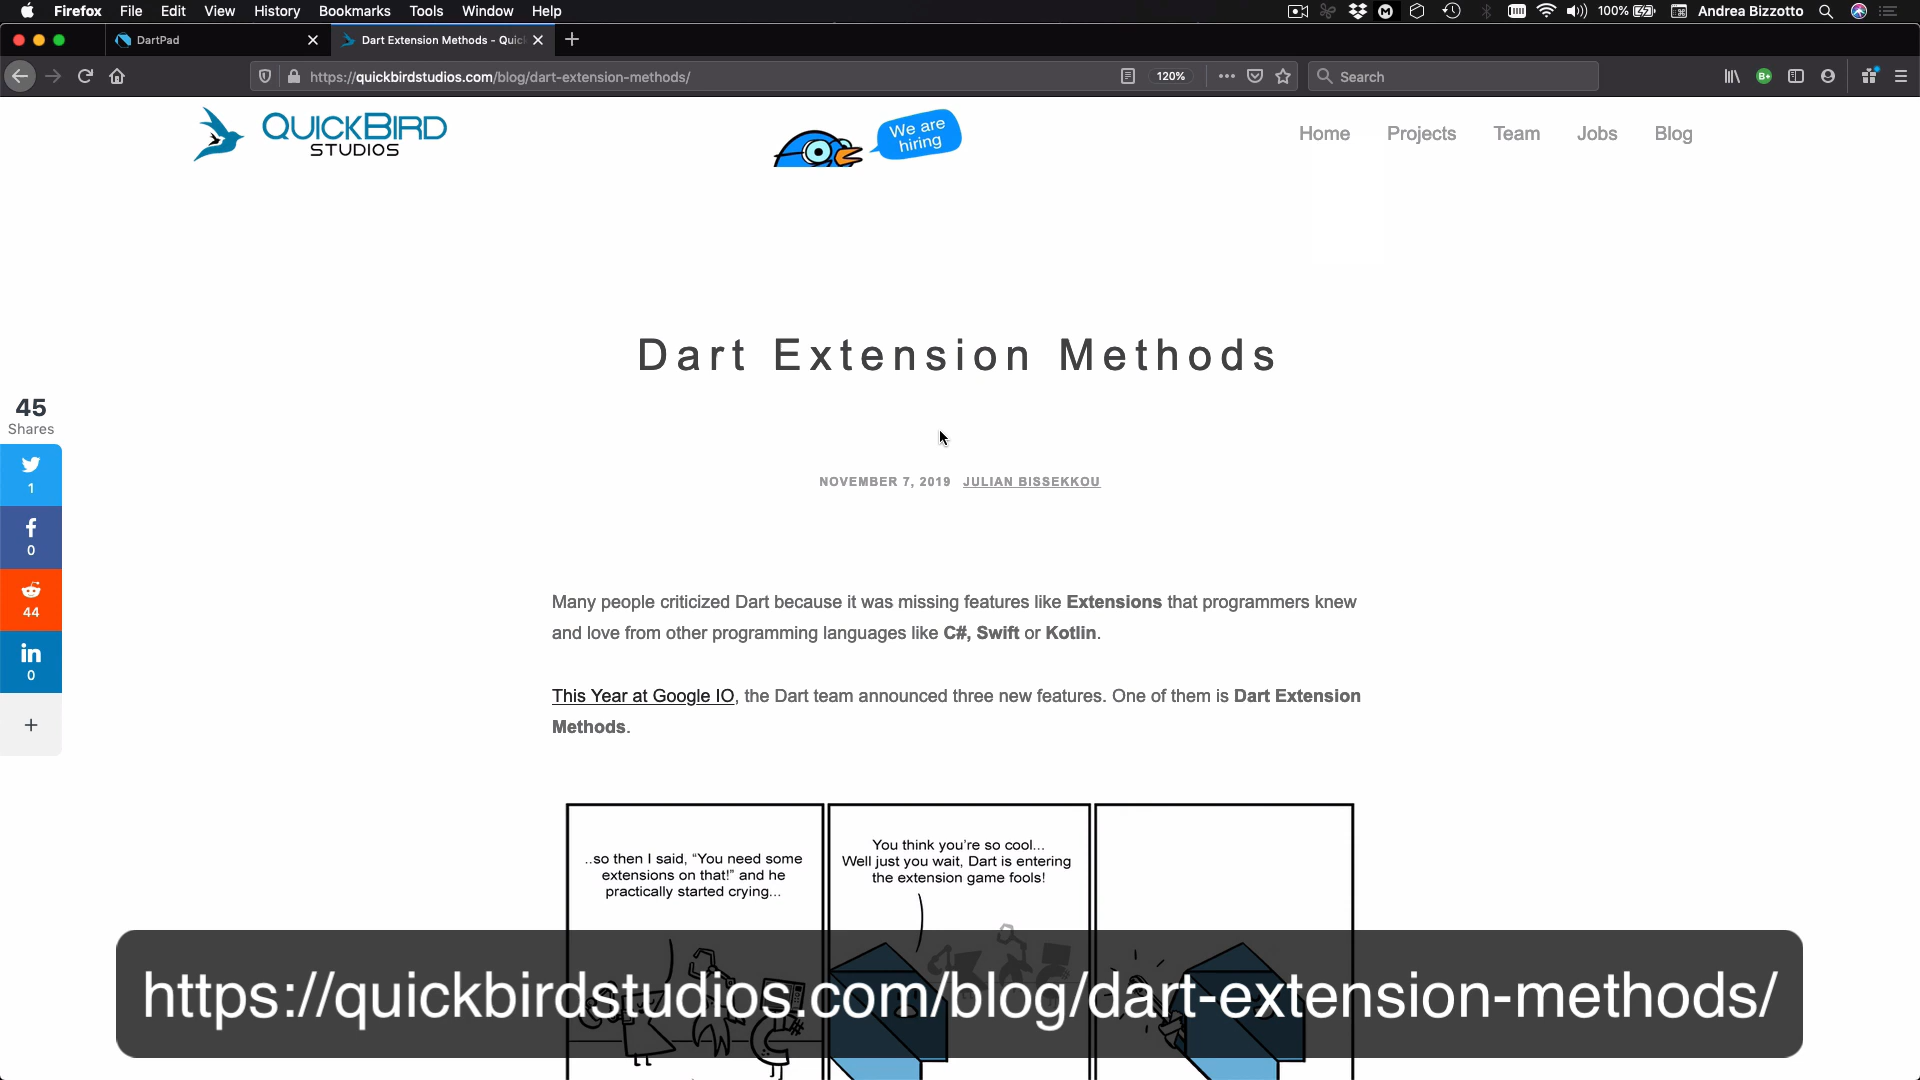 Firefox File Edit View History Bookmarks Tools Window Help 100% Andrea Bizzotto
DartPad Dart Extension Methods - Quic
https://quickbirdstudios.com/blog/dart-extension-methods/ 120% Search
QUICKBIRD
STUDIOS
We are
hiring
Home Projects Team Jobs Blog
Dart Extension Methods
45
Shares
1
0
44
0
NOVEMBER 7, 2019 JULIAN BISSEKKOU
Many people criticized Dart because it was missing features like Extensions that programmers knew
and love from other programming languages like C#, Swift or Kotlin.
This Year at Google IO, the Dart team announced three new features. One of them is Dart Extension
Methods.
..so then I said, “You need some
extensions on that!” and he
practically started crying...
You think you’re so cool...
Well just you wait, Dart is entering
the extension game fools!
https://quickbirdstudios.com/blog/dart-extension-methods/